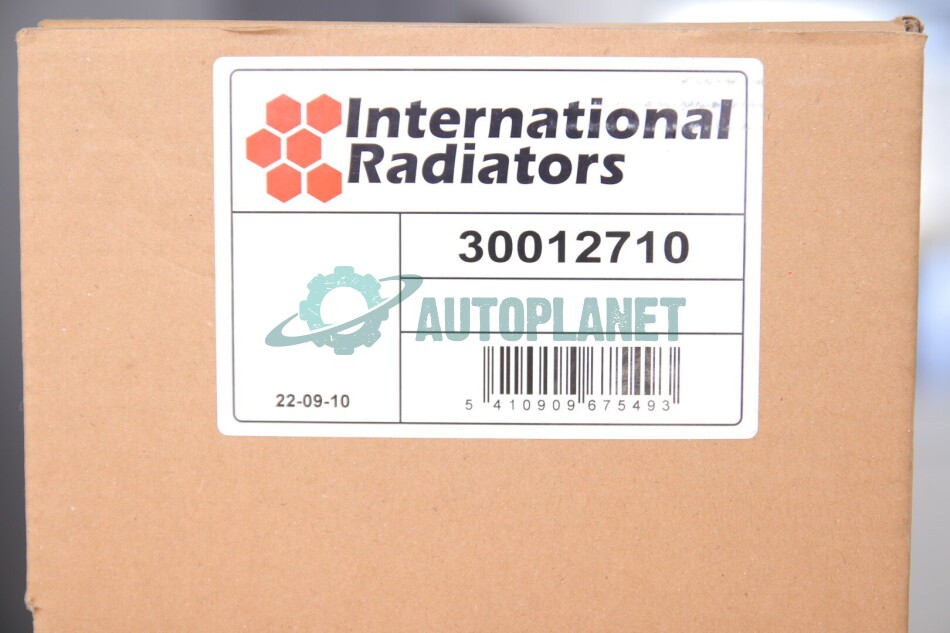 International
Radiators
30012710
AUTOPLANET
22-09-10
5 410909 675493